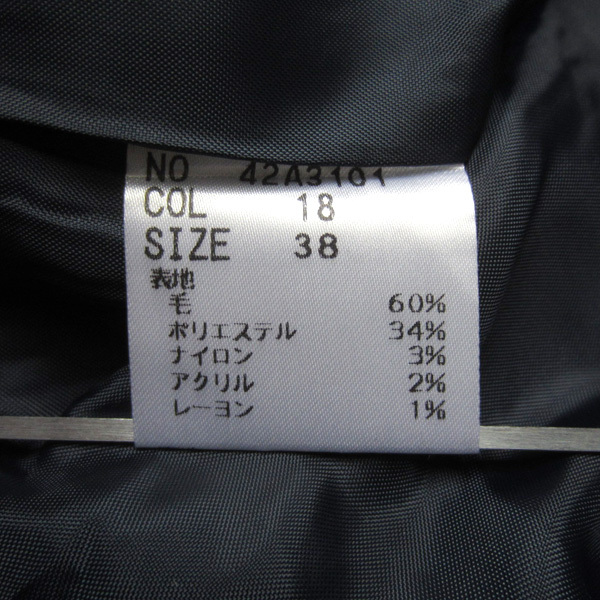 NO 42A3101
COL 18
SIZE 38
表地
毛 60%
ポリエステル 34%
ナイロン 3%
アクリル 2%
レーヨン 1%